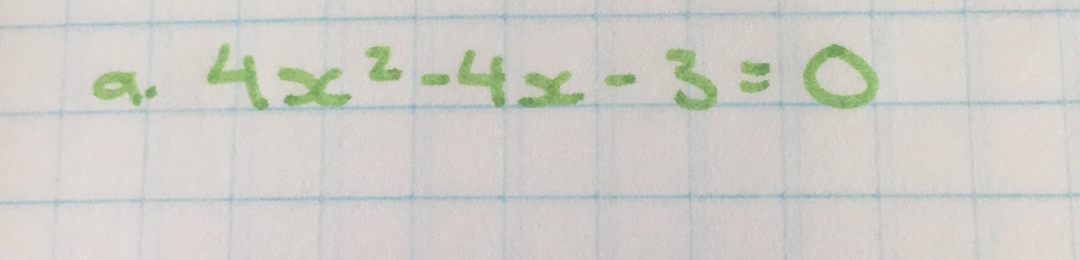 a. 4x² - 4x - 3 = 0